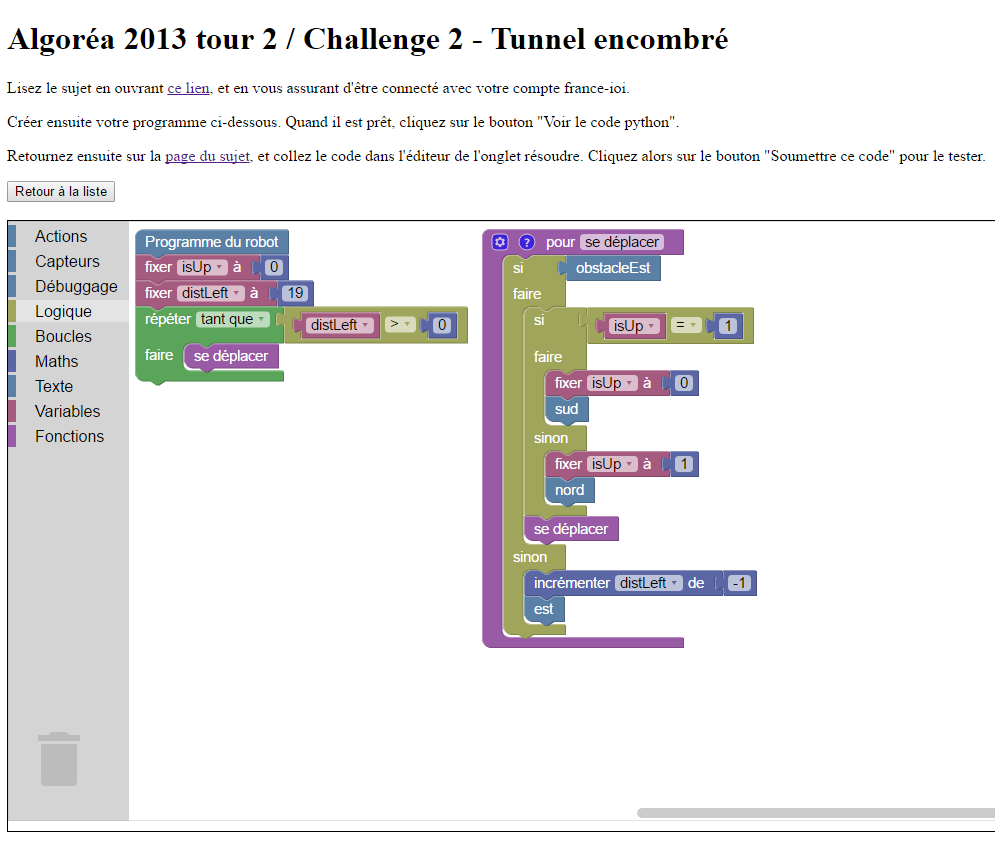 Algoréa 2013 tour 2 / Challenge 2 - Tunnel encombré
Lisez le sujet en ouvrant ce lien, et en vous assurant d'être connecté avec votre compte france-ioi.
Créer ensuite votre programme ci-dessous. Quand il est prêt, cliquez sur le bouton "Voir le code python".
Retournez ensuite sur la page du sujet, et collez le code dans l'éditeur de l'onglet résoudre. Cliquez alors sur le bouton "Soumettre ce code" pour le tester.
Retour à la liste
Actions
Capteurs
Débuggage
Logique
Boucles
Maths
Texte
Variables
Fonctions
Programme du robot
fixer isUp à 0
fixer distLeft à 19
répéter tant que distLeft > 0
faire se déplacer
? pour se déplacer
si obstacleEst
faire
si isUp = 1
faire
fixer isUp à 0
sud
sinon
fixer isUp à 1
nord
se déplacer
sinon
incrémenter distLeft de -1
est